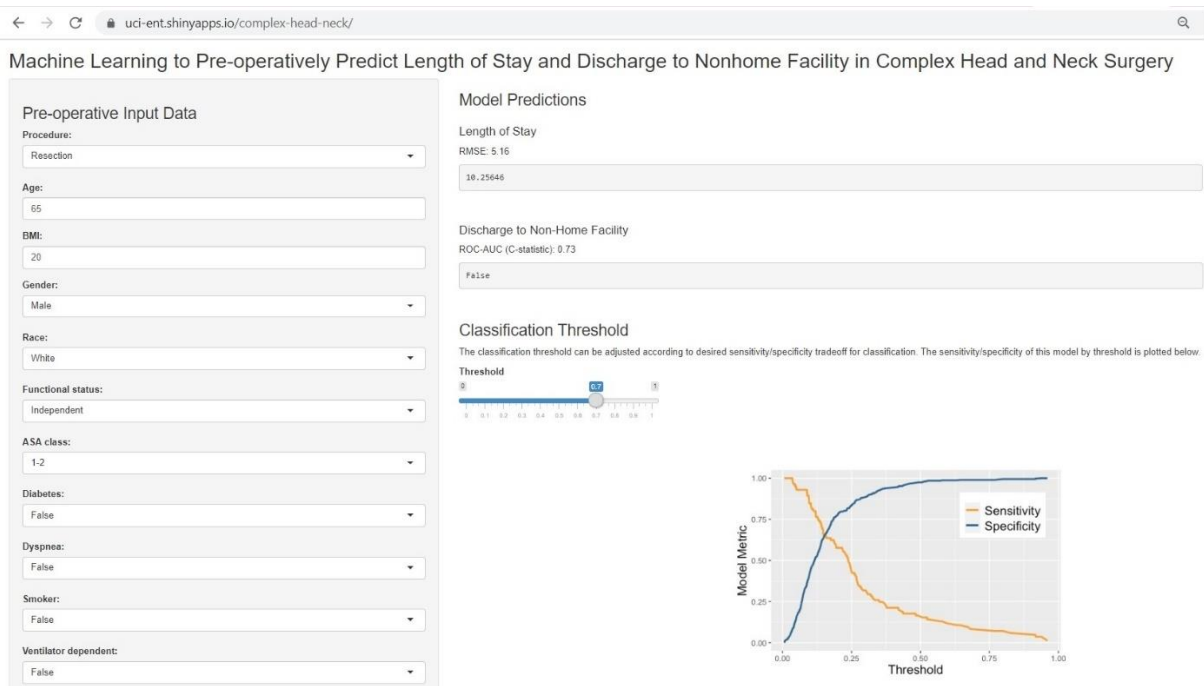 uci-ent.shinyapps.io/complex-head-neck/
Machine Learning to Pre-operatively Predict Length of Stay and Discharge to Nonhome Facility in Complex Head and Neck Surgery
Pre-operative Input Data
Procedure:
Resection
Age:
65
BMI:
20
Gender:
Male
Race:
White
Functional status:
Independent
ASA class:
1-2
Diabetes:
False
Dyspnea:
False
Smoker:
False
Ventilator dependent:
False
Model Predictions
Length of Stay
RMSE: 5.16
10.25646
Discharge to Non-Home Facility
ROC-AUC (C-statistic): 0.73
False
Classification Threshold
The classification threshold can be adjusted according to desired sensitivity/specificity tradeoff for classification. The sensitivity/specificity of this model by threshold is plotted below.
Threshold
0 0.7 1
0 0.1 0.2 0.3 0.4 0.5 0.6 0.7 0.8 0.9 1
1.00
0.75
0.50
0.25
0.00
Model Metric
Sensitivity
Specificity
0.00 0.25 0.50 0.75 1.00
Threshold